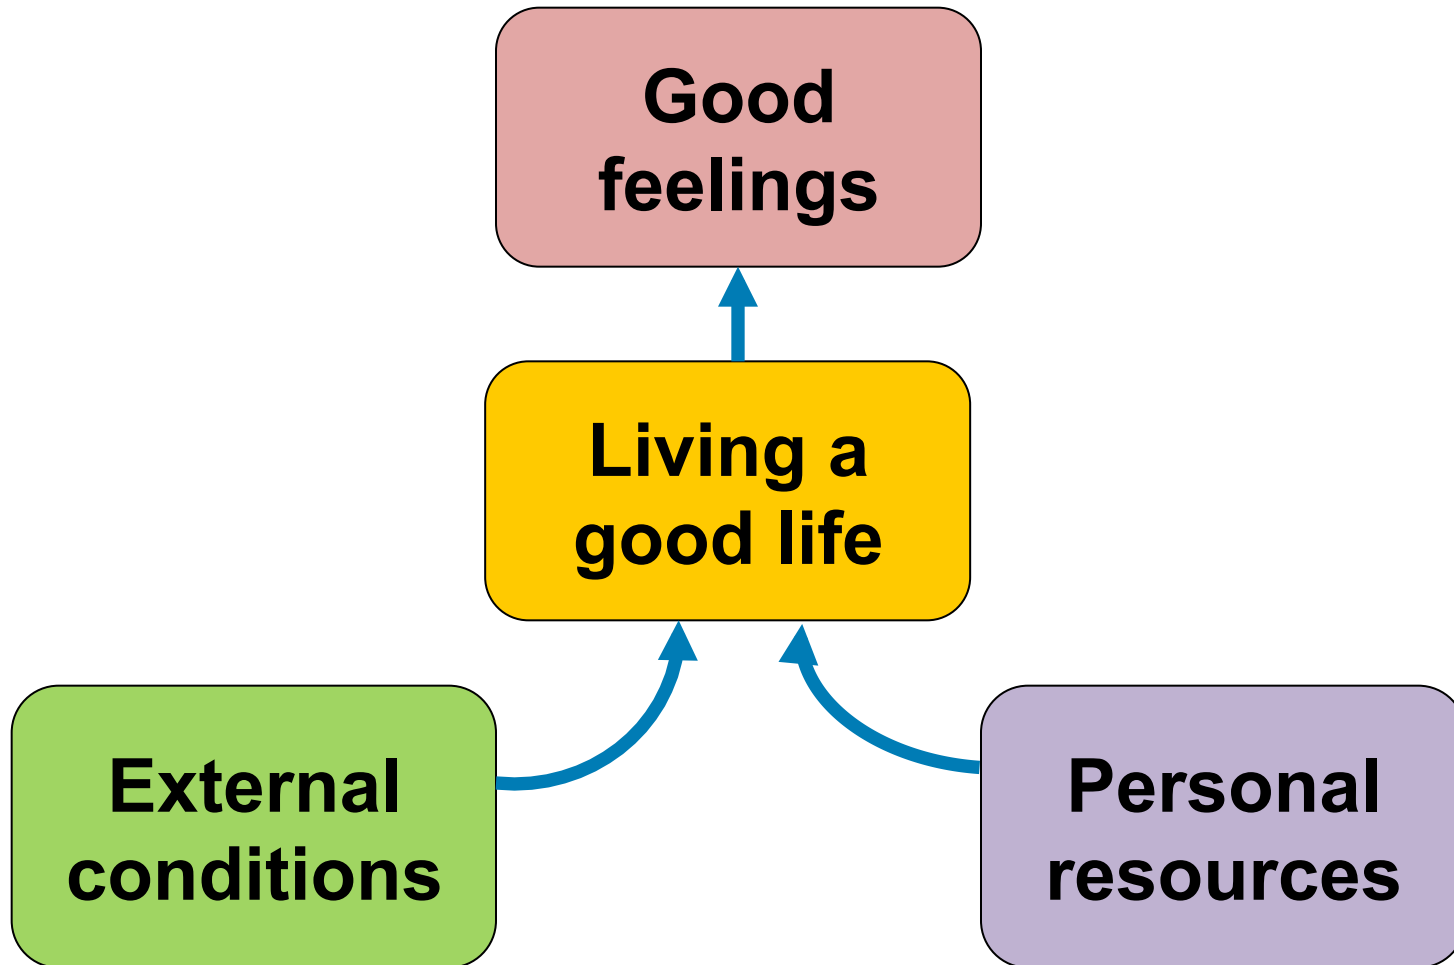 Good
feelings
Living a
good life
External
conditions
Personal
resources